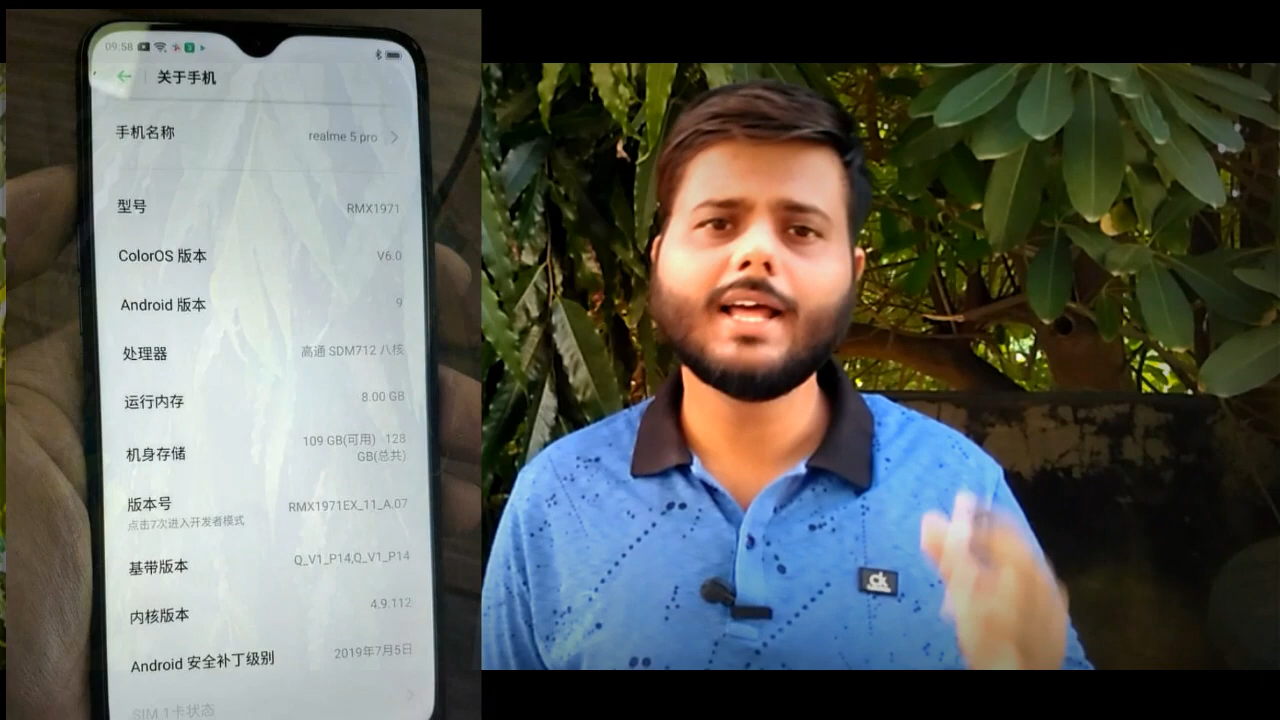 09:58
关于手机
手机名称 realme 5 pro
型号 RMX1971
ColorOS 版本 V6.0
Android 版本 9
处理器 高通 SDM712 八核
运行内存 8.00 GB
机身存储 109 GB(可用) 128
GB(总共)
版本号 RMX1971EX_11_A.07
点击7次进入开发者模式
基带版本 Q_V1_P14,Q_V1_P14
内核版本 4.9.112
Android 安全补丁级别 2019年7月5日
SIM 1卡状态
ck